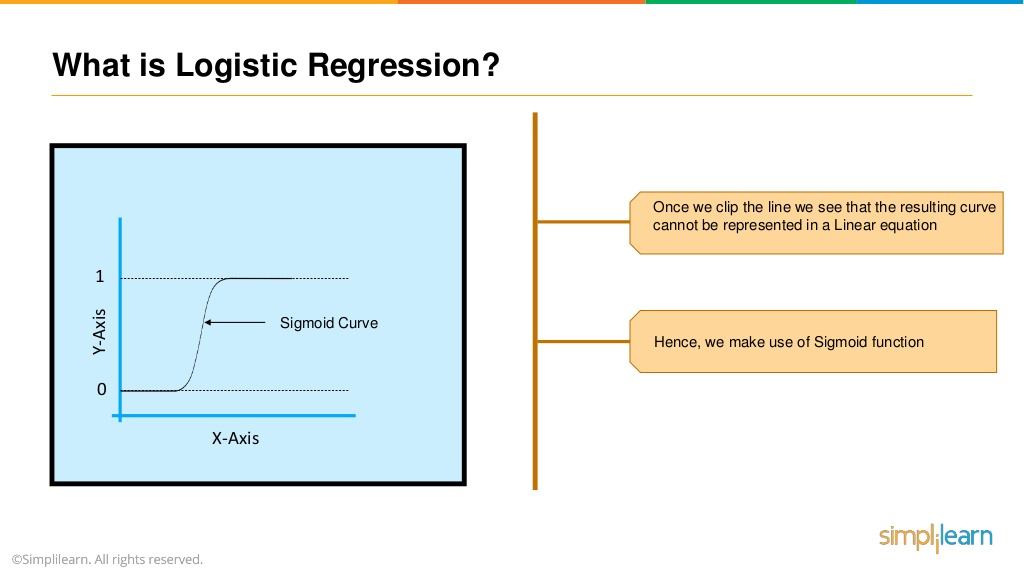 What is Logistic Regression?
1
Y-Axis
0
Sigmoid Curve
X-Axis
Once we clip the line we see that the resulting curve
cannot be represented in a Linear equation
Hence, we make use of Sigmoid function
©Simplilearn. All rights reserved.
simplilearn